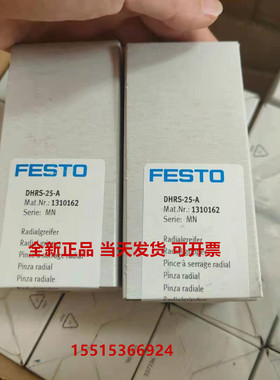 FESTO
DHRS-25-A
Mat.Nr.: 1310162
Serie: MN
Radialgreifer
Radial
Pince à serrage radial
Pinza radial
Pinza radiale
FESTO
DHRS-25-A
Mat.Nr.: 1310162
Serie: MN
Radialgreifer
Radial
Pince à serrage radial
Pinza radial
Pinza radiale
全新正品 当天发货 可开票
15515366924